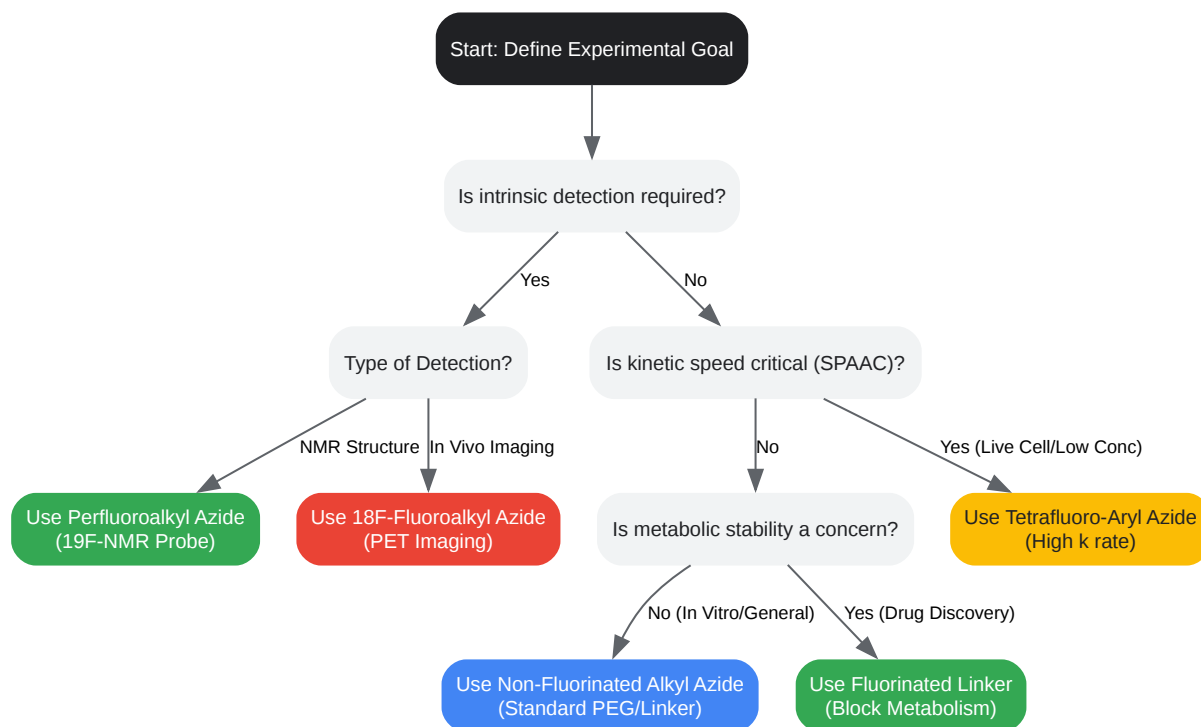 Start: Define Experimental Goal
Is intrinsic detection required?
Yes
No
Type of Detection?
Is kinetic speed critical (SPAAC)?
NMR Structure
In Vivo Imaging
No
Yes (Live Cell/Low Conc)
Use Perfluoroalkyl Azide
(19F-NMR Probe)
Use 18F-Fluoroalkyl Azide
(PET Imaging)
Is metabolic stability a concern?
Use Tetrafluoro-Aryl Azide
(High k rate)
No (In Vitro/General)
Yes (Drug Discovery)
Use Non-Fluorinated Alkyl Azide
(Standard PEG/Linker)
Use Fluorinated Linker
(Block Metabolism)